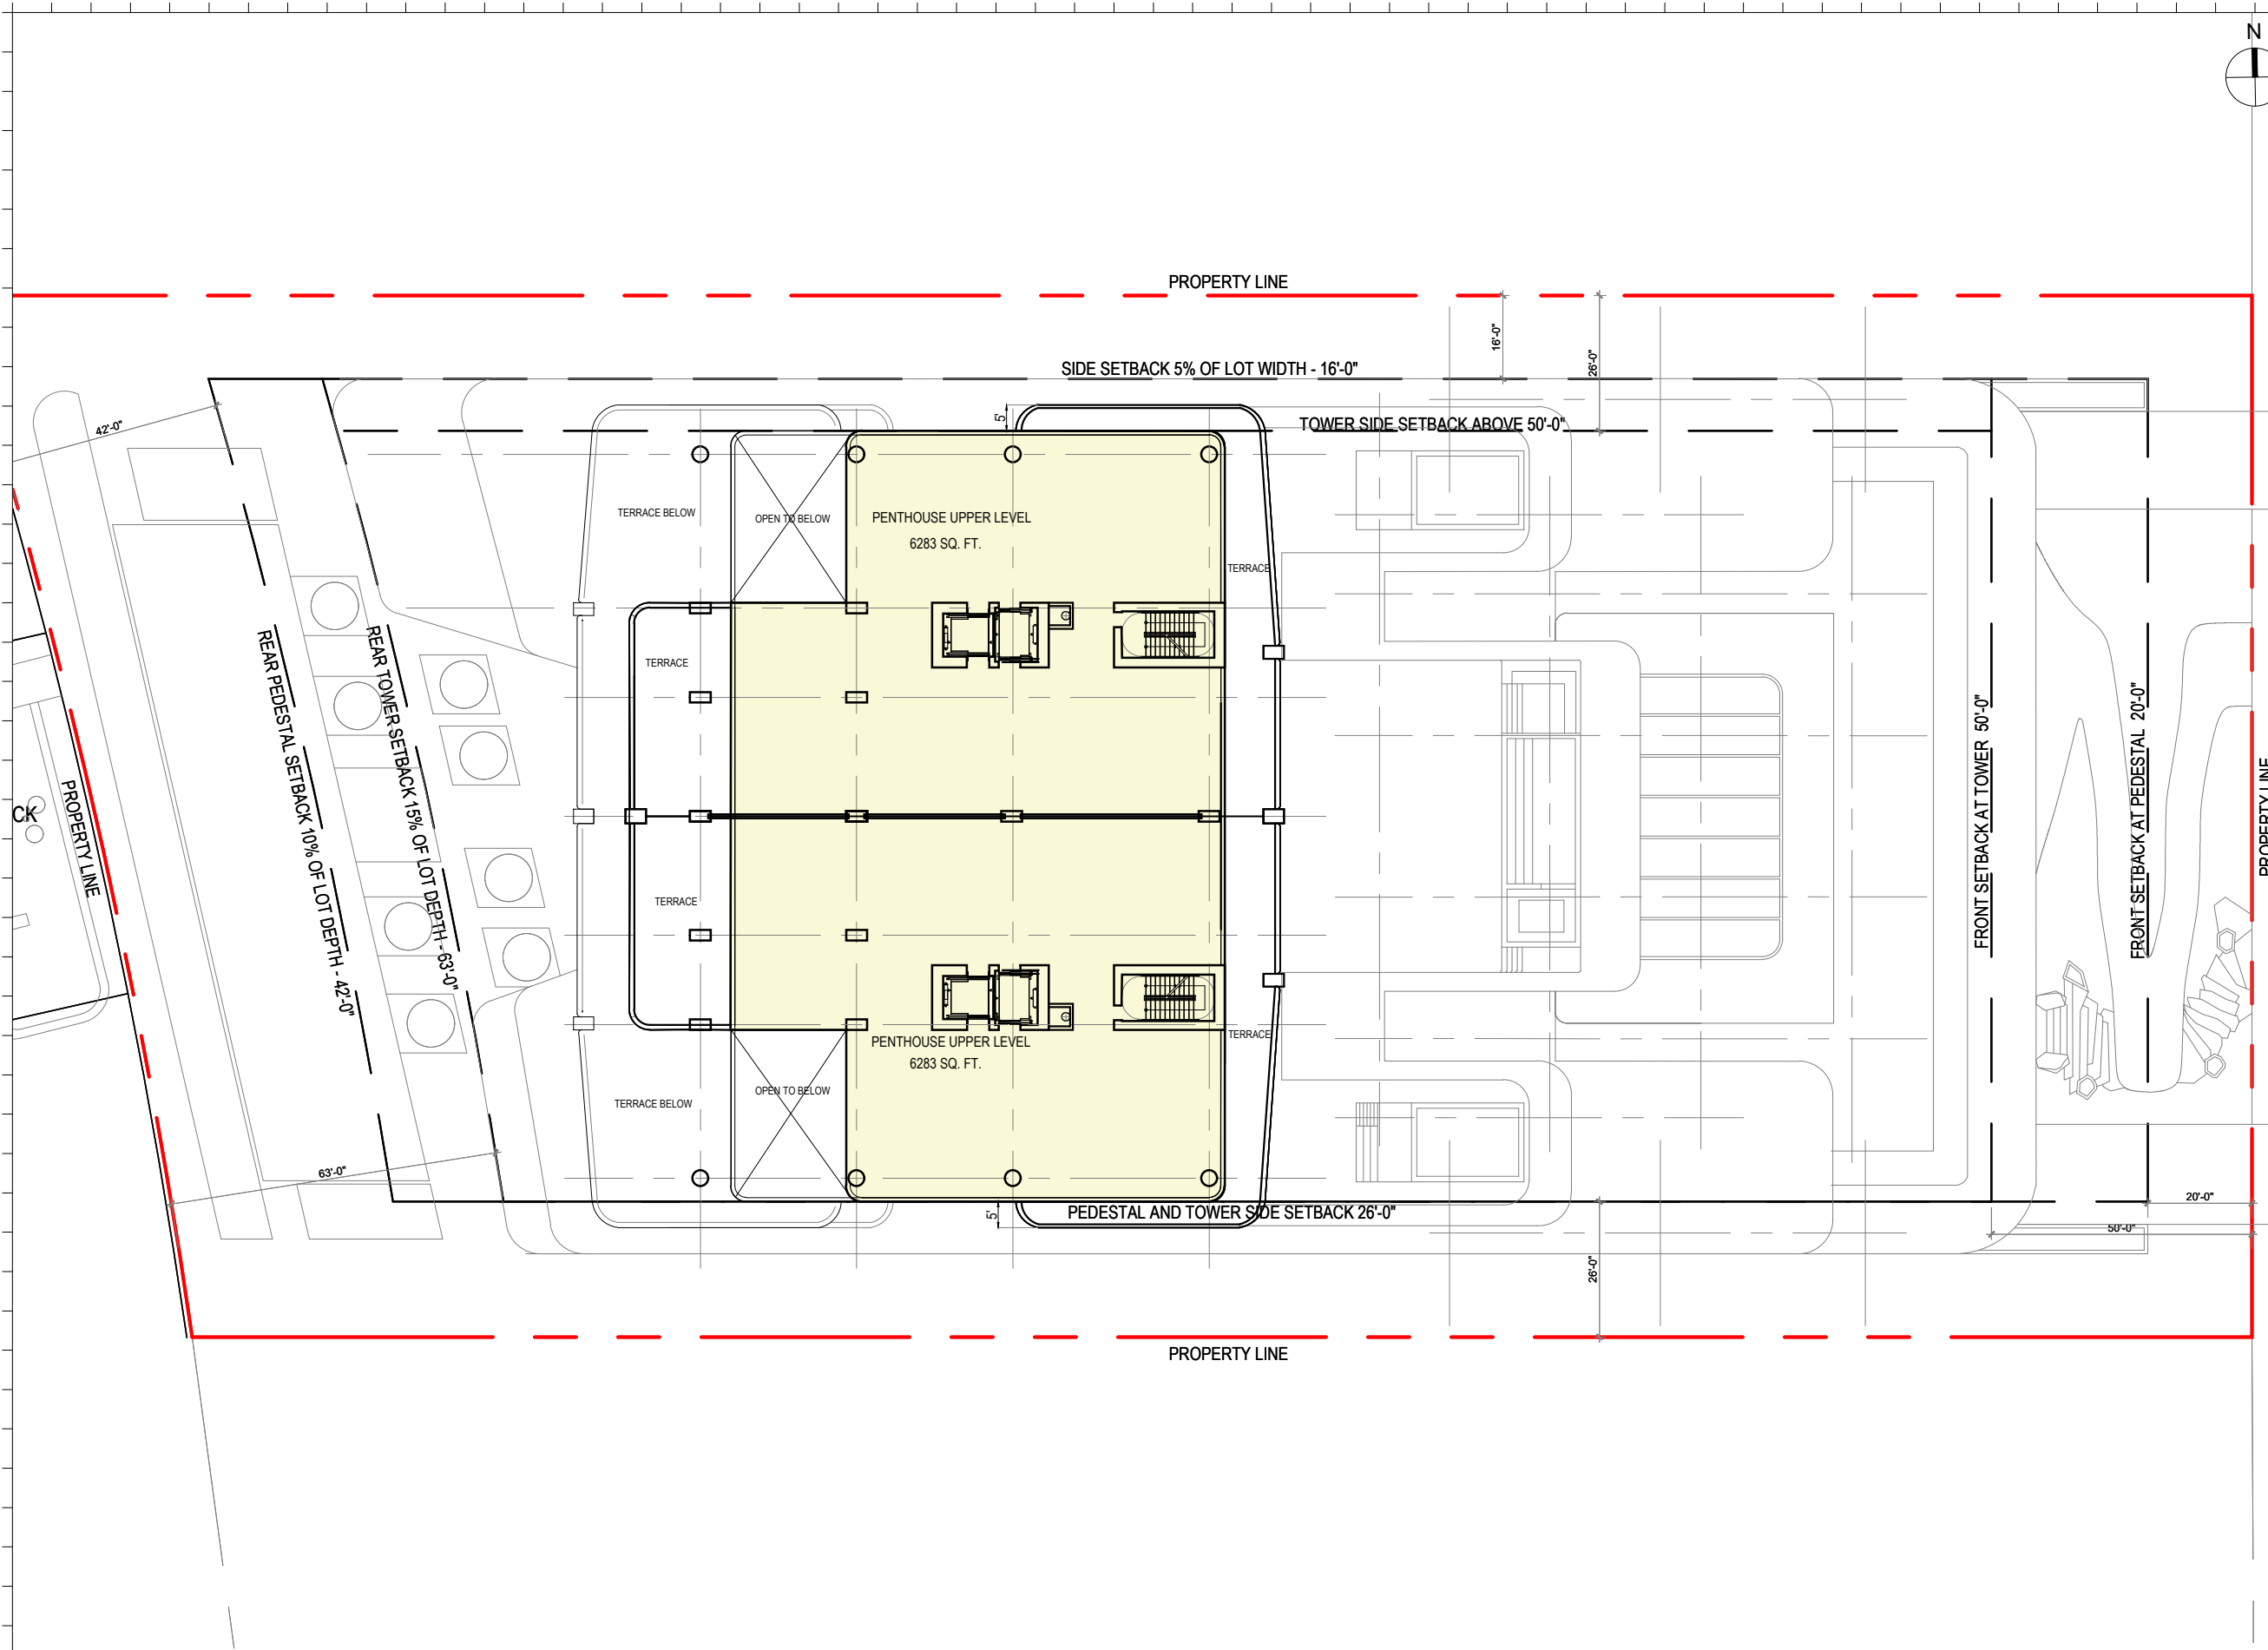 N
PROPERTY LINE
16'-0"
26'-0"
SIDE SETBACK 5% OF LOT WIDTH - 16'-0"
5'
TOWER SIDE SETBACK ABOVE 50'-0"
42'-0"
TERRACE BELOW
OPEN TO BELOW
PENTHOUSE UPPER LEVEL
6283 SQ. FT.
TERRACE
TERRACE
REAR PEDESTAL SETBACK 10% OF LOT DEPTH - 42'-0"
REAR TOWER SETBACK 15% OF LOT DEPTH - 63'-0"
PROPERTY LINE
CK
FRONT SETBACK AT TOWER 50'-0"
FRONT SETBACK AT PEDESTAL 20'-0"
PROPERTY LINE
TERRACE
TERRACE
PENTHOUSE UPPER LEVEL
6283 SQ. FT.
OPEN TO BELOW
TERRACE BELOW
63'-0"
5'
PEDESTAL AND TOWER SIDE SETBACK 26'-0"
20'-0"
50'-0"
26'-0"
PROPERTY LINE